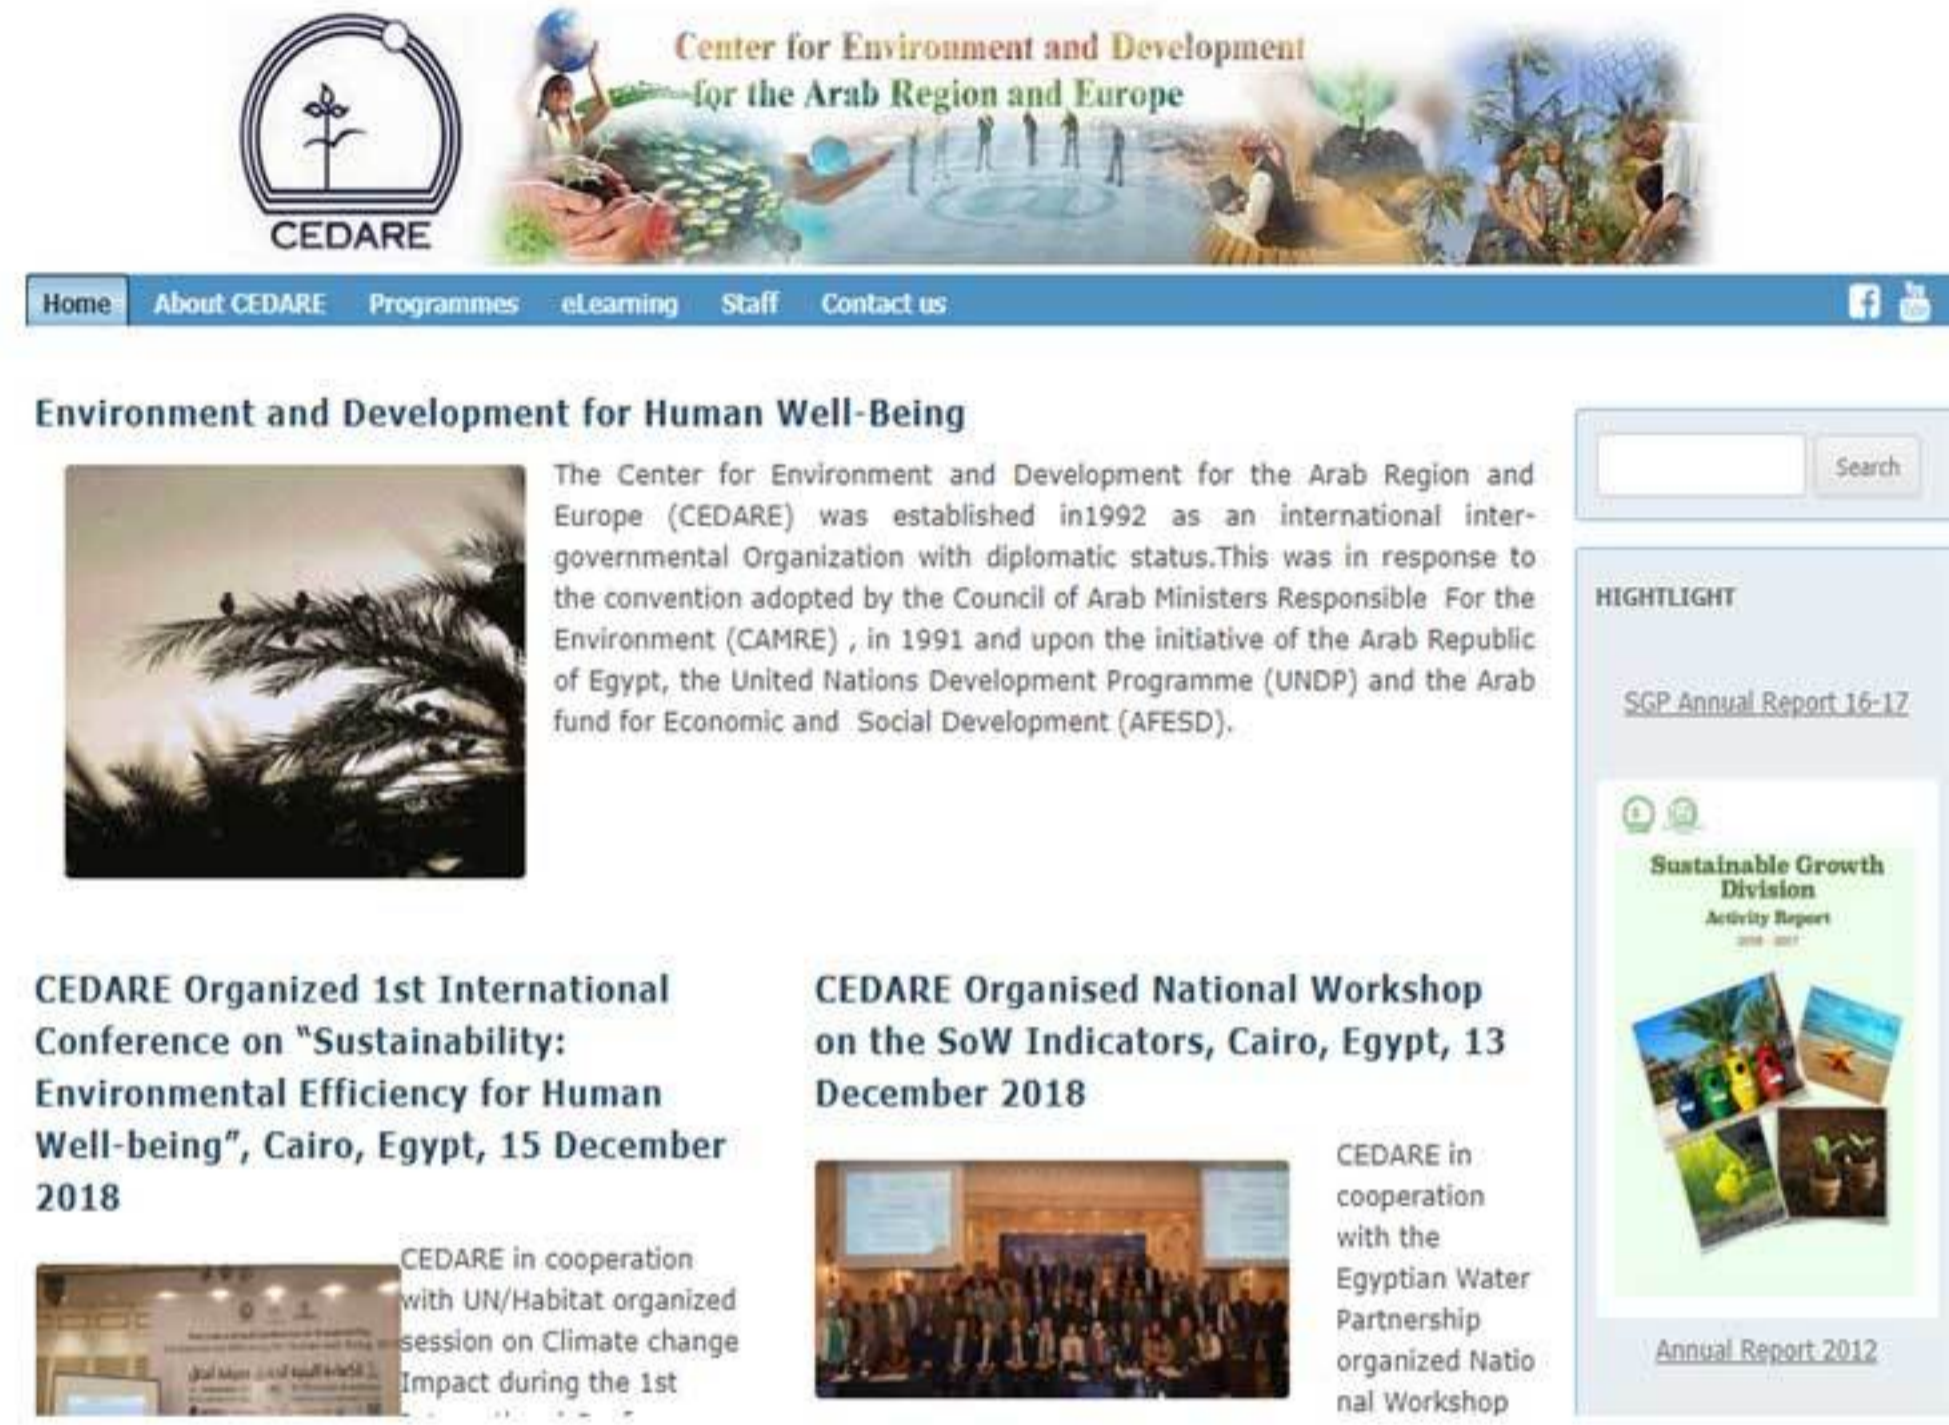 CEDARE
Center for Environment and Development
for the Arab Region and Europe
Home About CEDARE Programmes eLearning Staff Contact us
Environment and Development for Human Well-Being
The Center for Environment and Development for the Arab Region and
Europe (CEDARE) was established in1992 as an international inter-
governmental Organization with diplomatic status.This was in response to
the convention adopted by the Council of Arab Ministers Responsible For the
Environment (CAMRE) , in 1991 and upon the initiative of the Arab Republic
of Egypt, the United Nations Development Programme (UNDP) and the Arab
fund for Economic and Social Development (AFESD).
CEDARE Organized 1st International
Conference on “Sustainability:
Environmental Efficiency for Human
Well-being”, Cairo, Egypt, 15 December
2018
CEDARE in cooperation
with UN/Habitat organized
session on Climate change
Impact during the 1st
CEDARE Organised National Workshop
on the SoW Indicators, Cairo, Egypt, 13
December 2018
CEDARE in
cooperation
with the
Egyptian Water
Partnership
organized Natio
nal Workshop
Search
HIGHTLIGHT
SGP Annual Report 16-17
Sustainable Growth
Division
Activity Report
Annual Report 2012